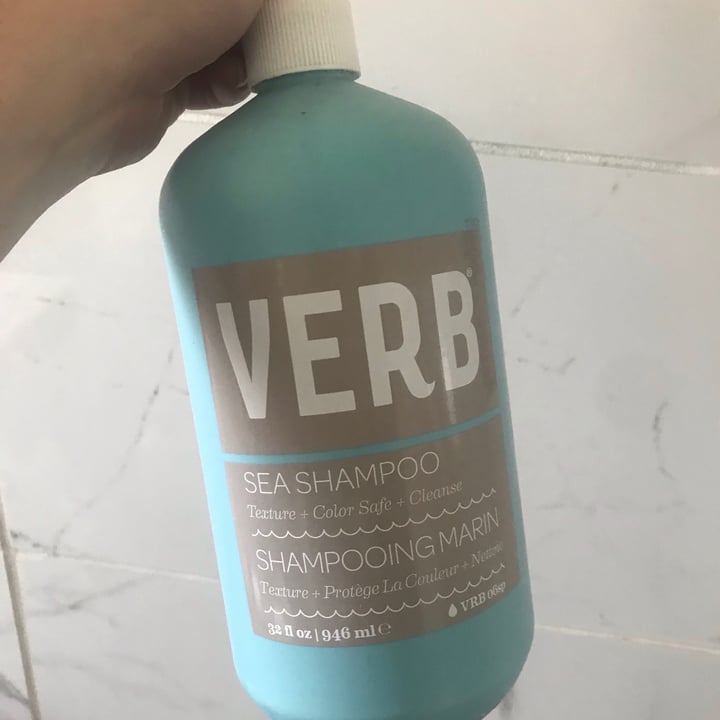 VERB®
SEA SHAMPOO
Texture + Color Safe + Cleanse
SHAMPOOING MARIN
Texture + Protège La Couleur + Nettoie
32 fl oz | 946 ml ℮
VRB 06sp